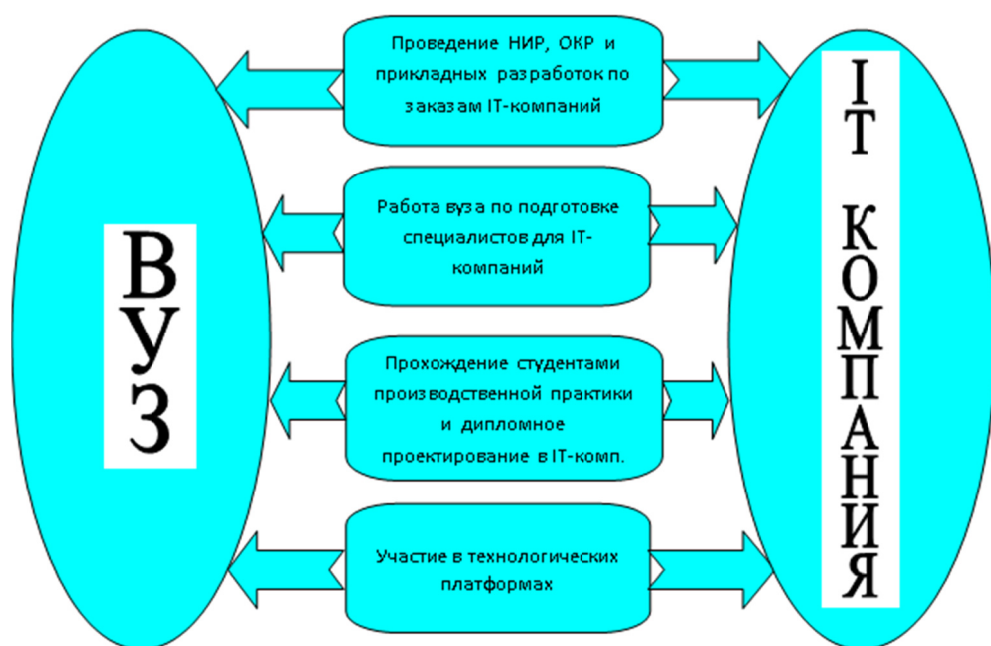 ВУЗ
Проведение НИР, ОКР и
прикладных разработок по
заказам IT-компаний
Работа вуза по подготовке
специалистов для IT-
компаний
Прохождение студентами
производственной практики
и дипломное
проектирование в IT-комп.
Участие в технологических
платформах
IT КОМПАНИЯ